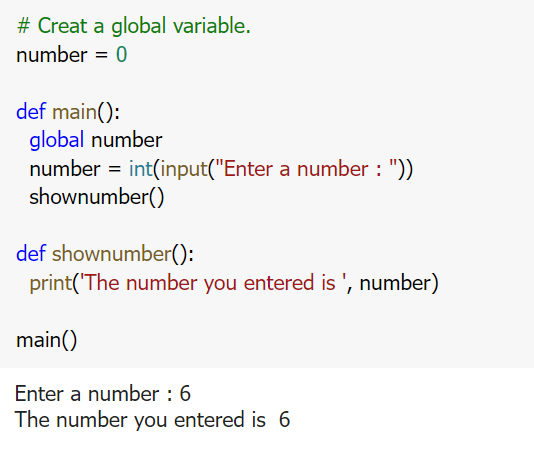 # Creat a global variable.
number = 0
def main():
global number
number = int(input("Enter a number : "))
shownumber()
def shownumber():
print('The number you entered is ', number)
main()
Enter a number : 6
The number you entered is  6